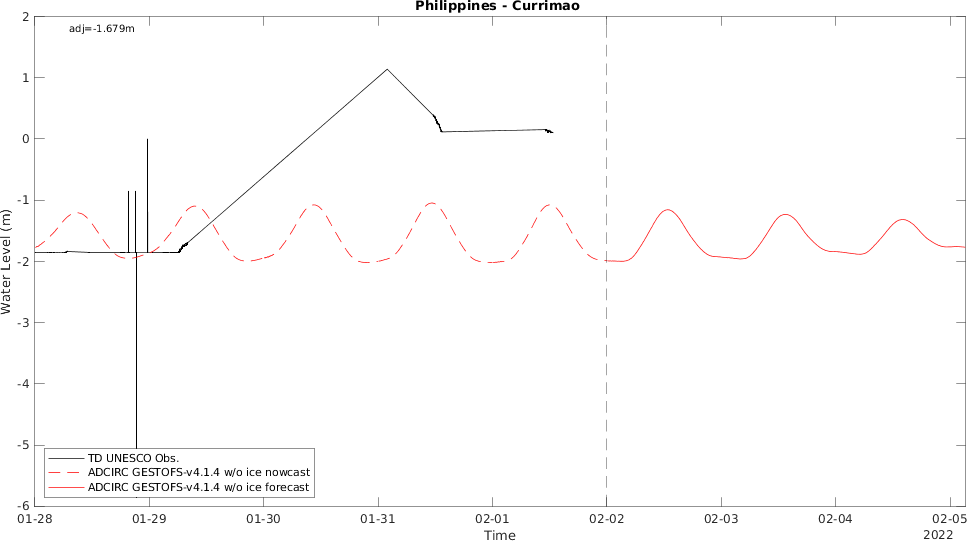 Philippines - Currimao
adj=-1.679m
2
1
0
-1
-2
-3
-4
-5
-6
Water Level (m)
TD UNESCO Obs.
ADCIRC GESTOFS-v4.1.4 w/o ice nowcast
ADCIRC GESTOFS-v4.1.4 w/o ice forecast
01-28 01-29 01-30 01-31 02-01 02-02 02-03 02-04 02-05
Time
2022